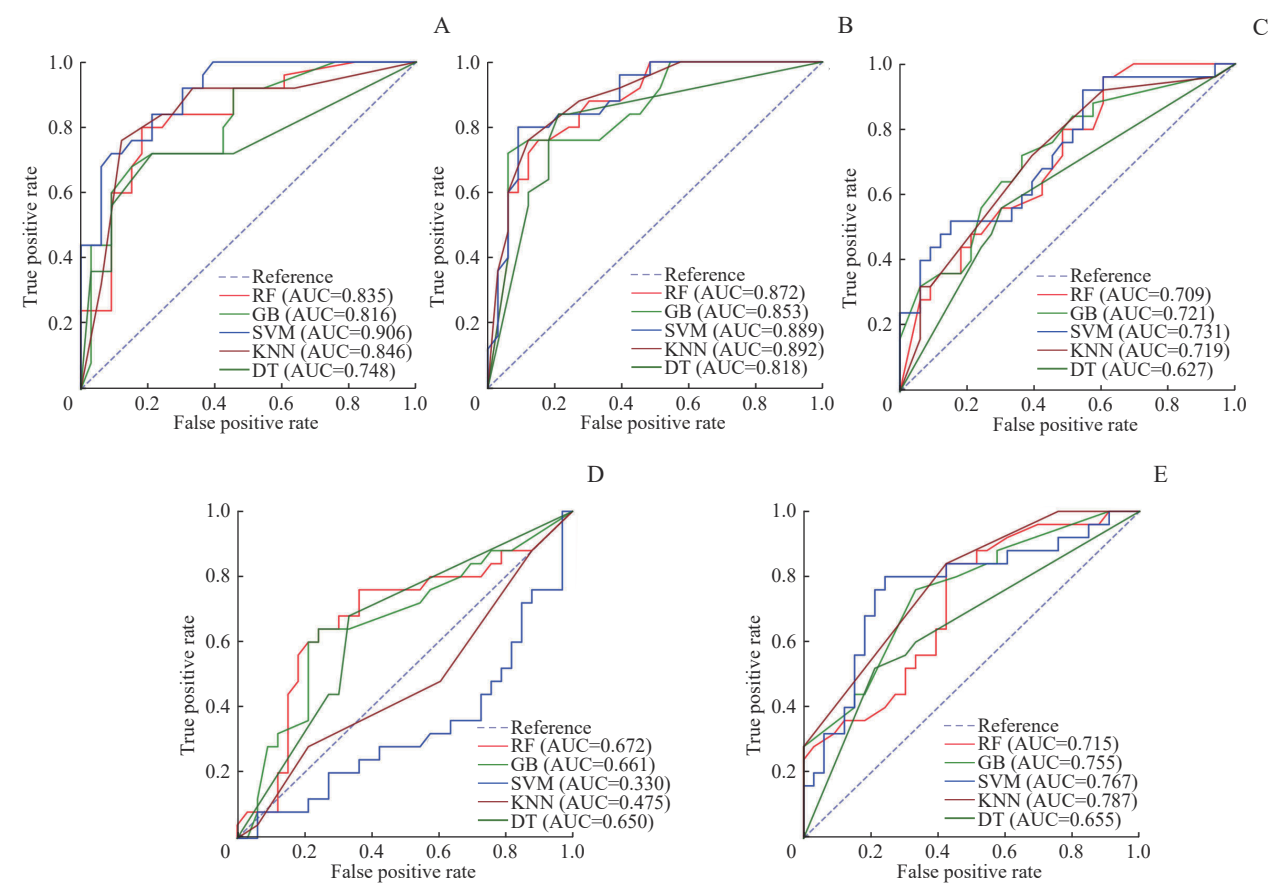 A
1.0
0.8
0.6
0.4
0.2
0
0.2
0.4
0.6
0.8
1.0
True positive rate
False positive rate
Reference
RF (AUC=0.835)
GB (AUC=0.816)
SVM (AUC=0.906)
KNN (AUC=0.846)
DT (AUC=0.748)
B
1.0
0.8
0.6
0.4
0.2
0
0.2
0.4
0.6
0.8
1.0
True positive rate
False positive rate
Reference
RF (AUC=0.872)
GB (AUC=0.853)
SVM (AUC=0.889)
KNN (AUC=0.892)
DT (AUC=0.818)
C
1.0
0.8
0.6
0.4
0.2
0
0.2
0.4
0.6
0.8
1.0
True positive rate
False positive rate
Reference
RF (AUC=0.709)
GB (AUC=0.721)
SVM (AUC=0.731)
KNN (AUC=0.719)
DT (AUC=0.627)
D
1.0
0.8
0.6
0.4
0.2
0
0.2
0.4
0.6
0.8
1.0
True positive rate
False positive rate
Reference
RF (AUC=0.672)
GB (AUC=0.661)
SVM (AUC=0.330)
KNN (AUC=0.475)
DT (AUC=0.650)
E
1.0
0.8
0.6
0.4
0.2
0
0.2
0.4
0.6
0.8
1.0
True positive rate
False positive rate
Reference
RF (AUC=0.715)
GB (AUC=0.755)
SVM (AUC=0.767)
KNN (AUC=0.787)
DT (AUC=0.655)